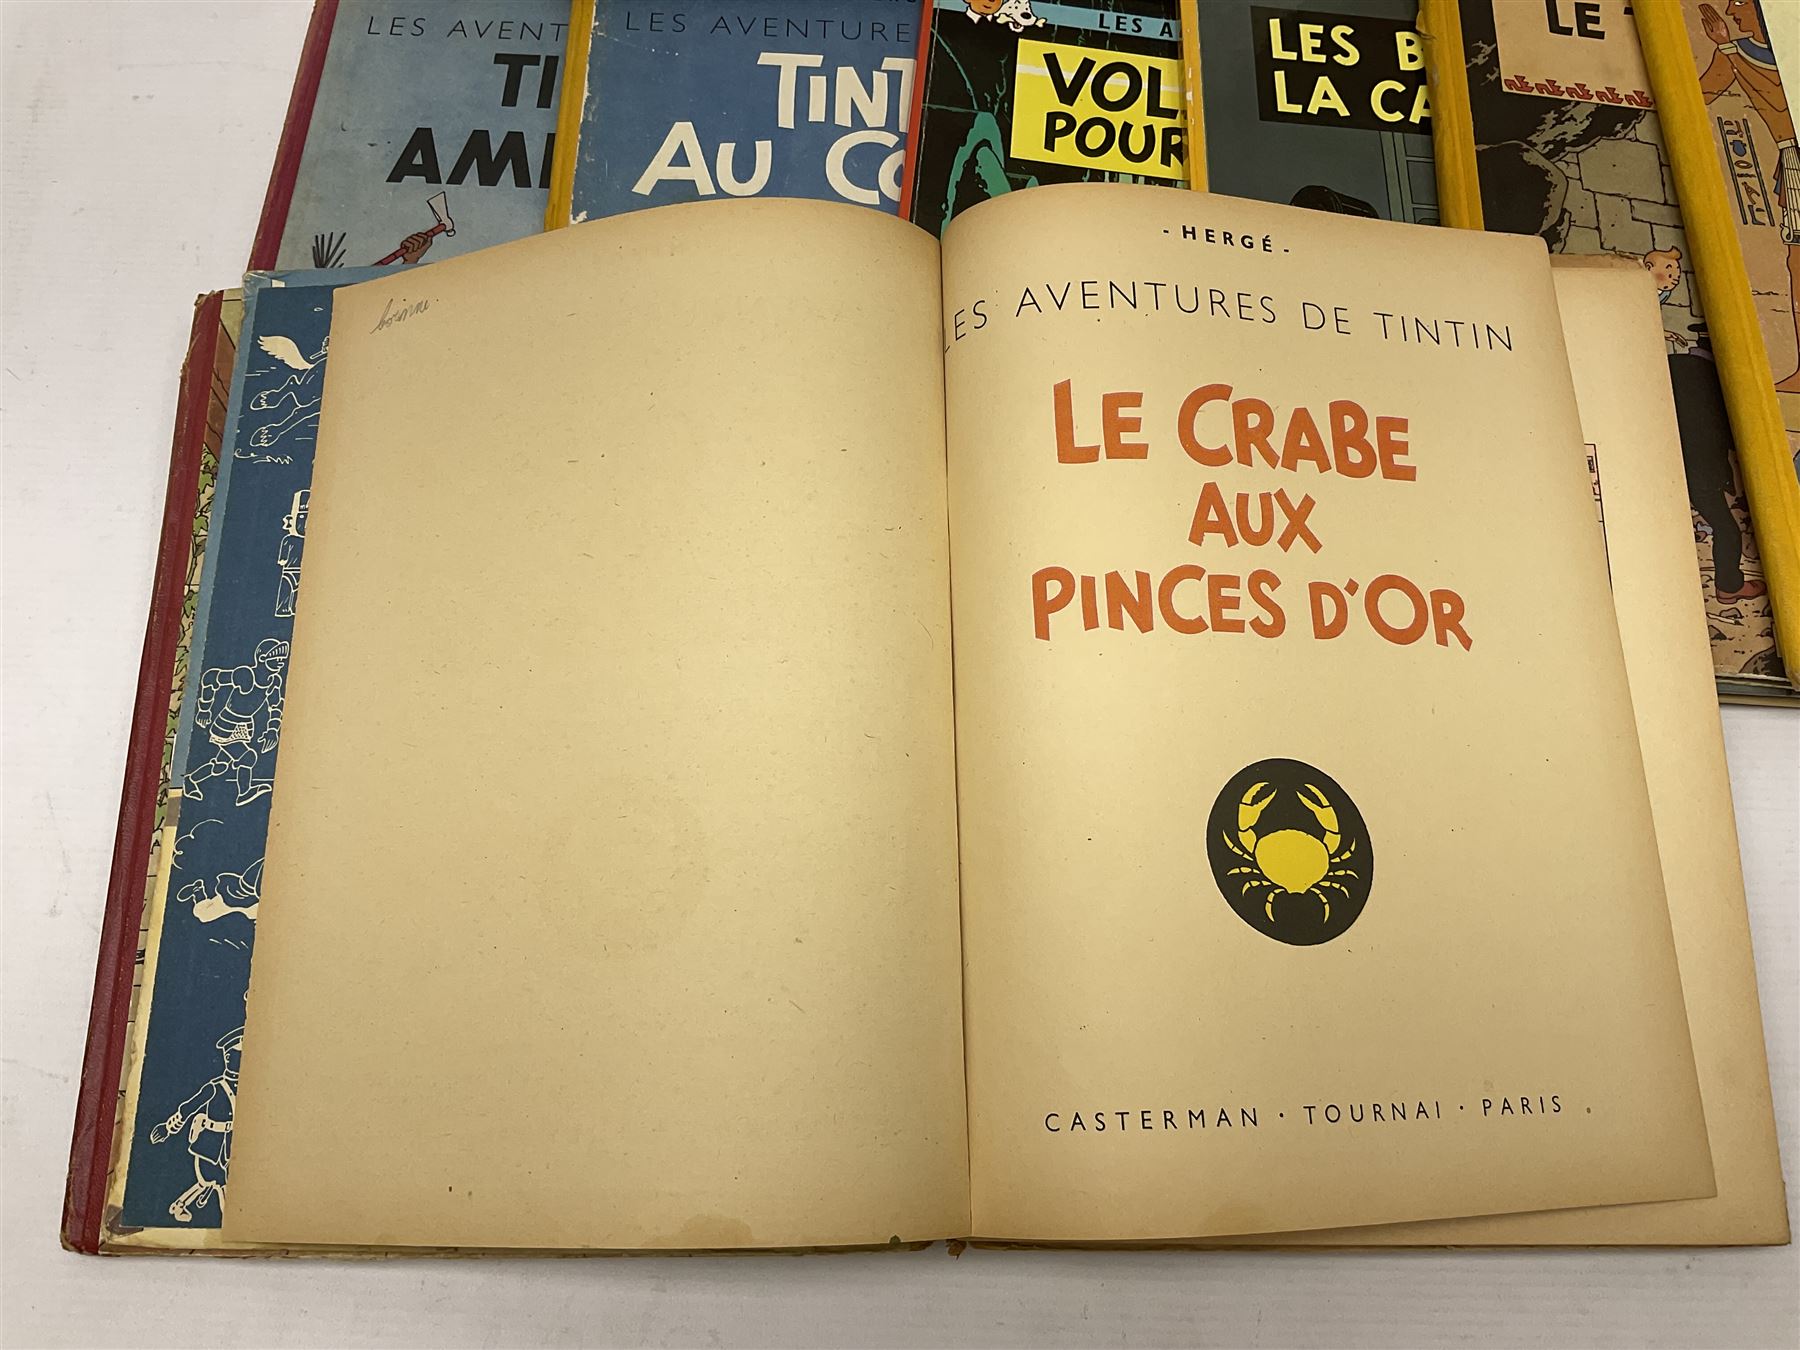 LES AVENT
TI
AM
LES AVENTURE
TINT
AU CO
LES A
VOL
POUR
LES B
LA CA
LE
- HERGÉ -
LES AVENTURES DE TINTIN
LE CRABE
AUX
PINCES D'OR
CASTERMAN · TOURNAI · PARIS